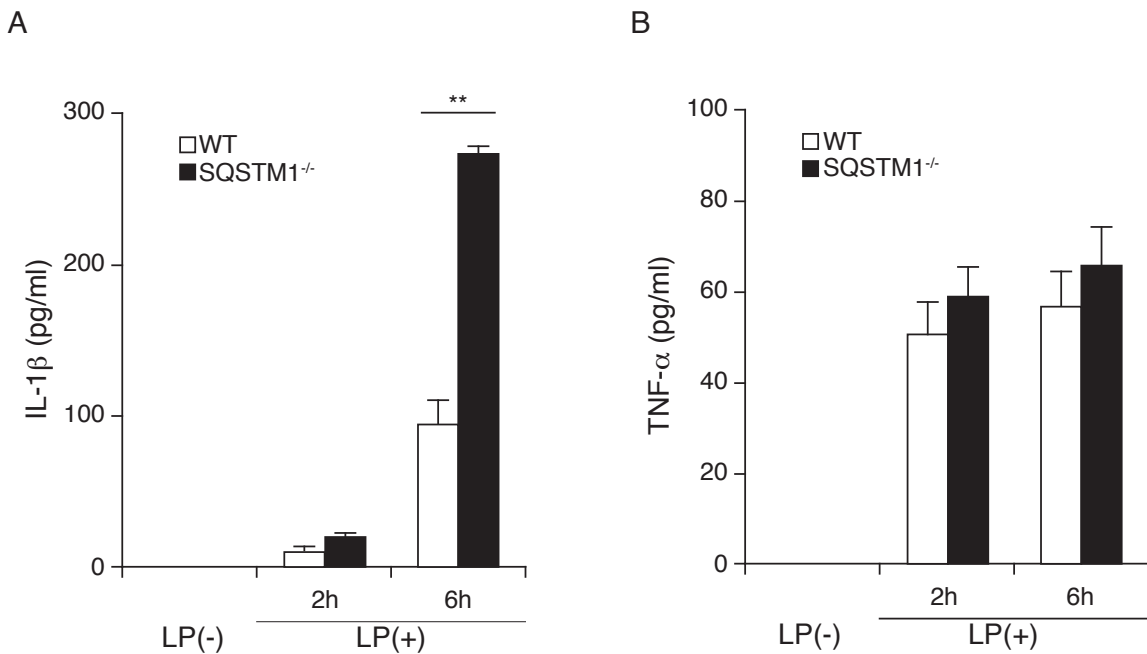 A
IL-1β (pg/ml)
300
200
100
0
WT
SQSTM1-/-
**
2h
6h
LP(-)
LP(+)
B
TNF-α (pg/ml)
100
80
60
40
20
0
WT
SQSTM1-/-
2h
6h
LP(-)
LP(+)